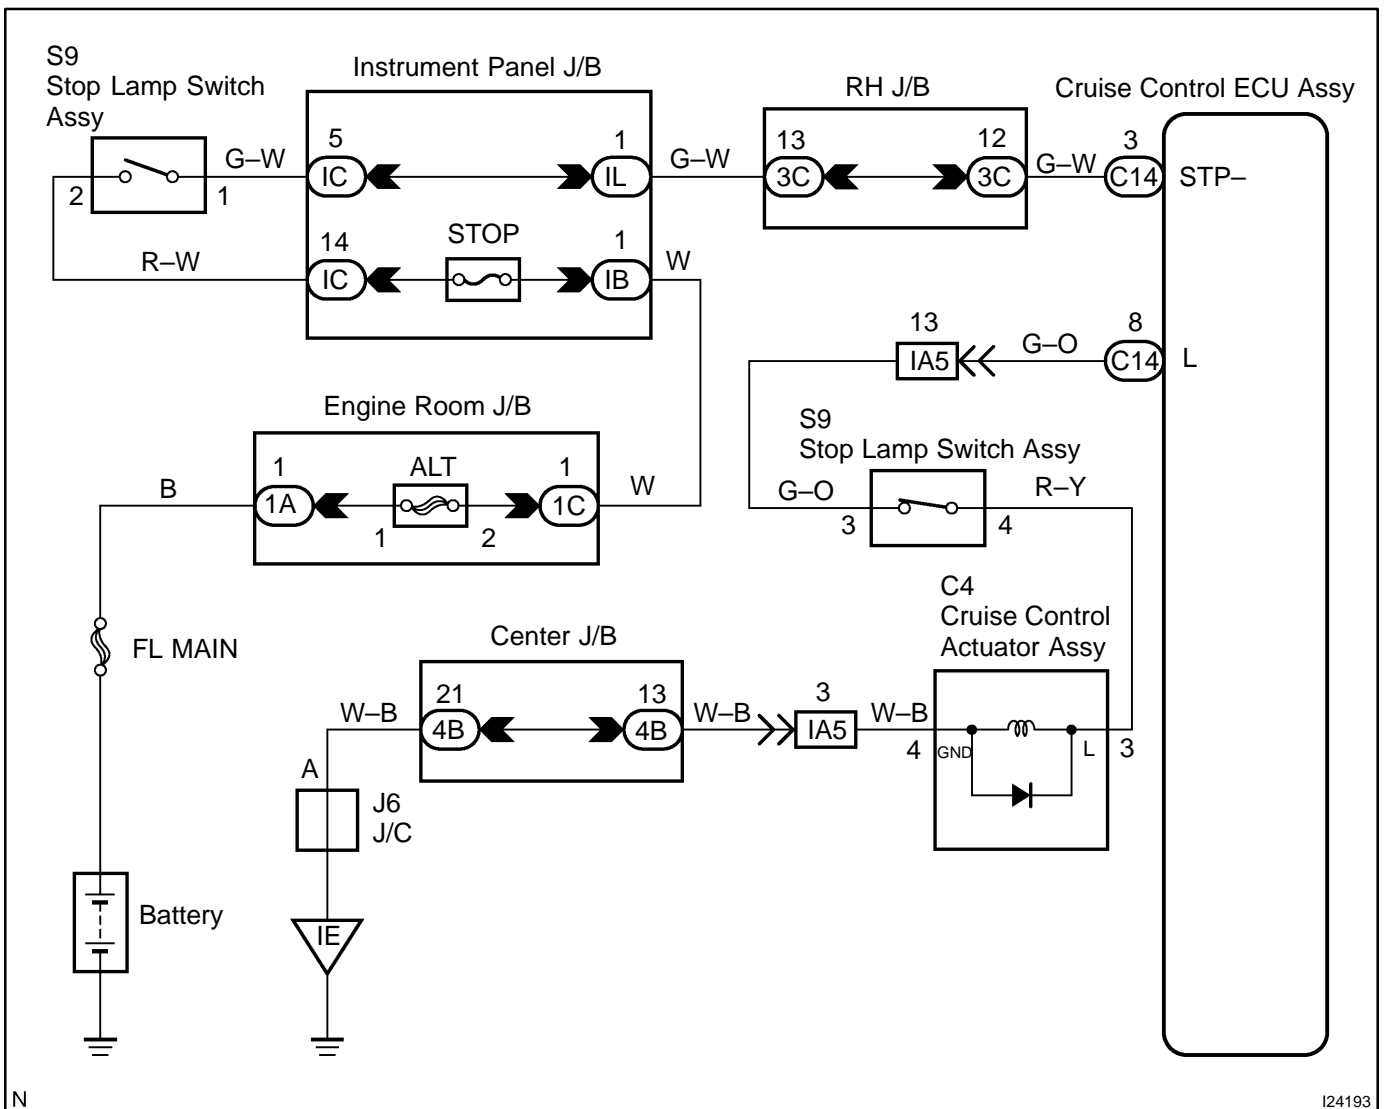 S9
Stop Lamp Switch
Assy
Instrument Panel J/B
RH J/B
Cruise Control ECU Assy
2
1
G–W
5
IC
1
IL
G–W
13
3C
12
3C
G–W
3
C14
STP–
R–W
14
IC
STOP
1
IB
W
13
IA5
G–O
8
C14
L
Engine Room J/B
B
1
1A
ALT
1
2
1
1C
W
S9
Stop Lamp Switch Assy
G–O
3
4
R–Y
FL MAIN
Center J/B
C4
Cruise Control
Actuator Assy
W–B
21
4B
13
4B
W–B
3
IA5
W–B
4
GND
L
3
A
J6
J/C
Battery
IE
N
I24193